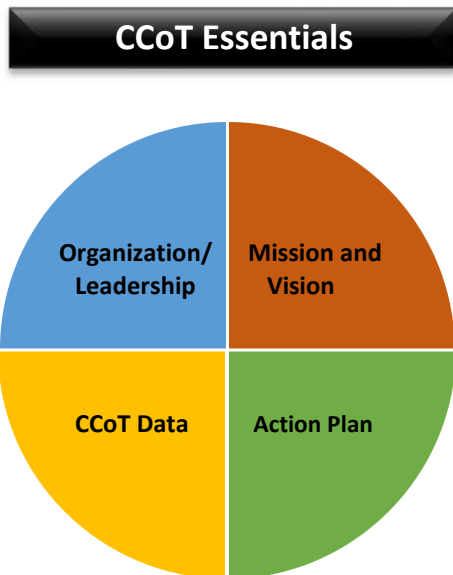 CCoT Essentials
Organization/
Leadership
Mission and
Vision
CCoT Data
Action Plan